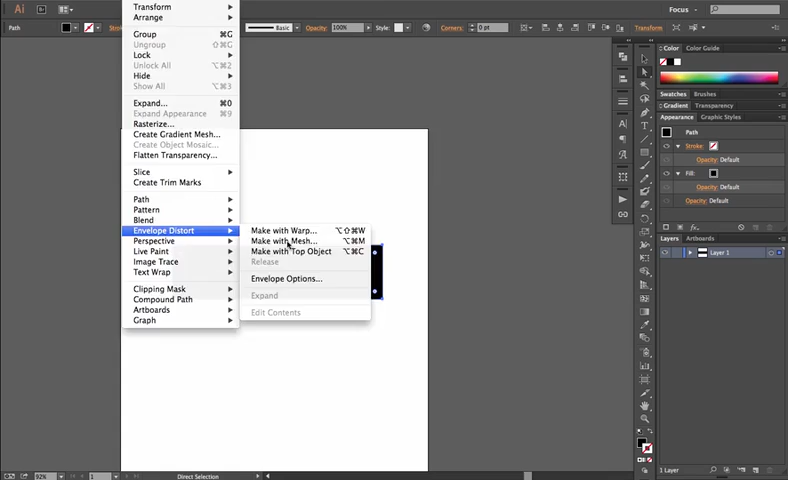 Ai
Br
Transform
Arrange
Focus
Path
Stroke
Basic
Opacity:
100%
Style:
Corners:
0 pt
Transform
Group ⌘G
Ungroup ⇧⌘G
Lock
Unlock All ⌥⌘2
Hide
Show All ⌥⌘3
Expand... ⌘0
Expand Appearance ⌘9
Rasterize...
Create Gradient Mesh...
Create Object Mosaic...
Flatten Transparency...
Slice
Create Trim Marks
Path
Pattern
Blend
Envelope Distort
Perspective
Live Paint
Image Trace
Text Wrap
Clipping Mask
Compound Path
Artboards
Graph
Make with Warp... ⌥⇧⌘W
Make with Mesh... ⌥⌘M
Make with Top Object ⌥⌘C
Release
Envelope Options...
Expand
Edit Contents
Color Color Guide
Swatches Brushes
Gradient Transparency
Appearance Graphic Styles
Path
Stroke:
Opacity: Default
Fill:
Opacity: Default
Opacity: Default
fx
Layers Artboards
Layer 1
1 Layer
92%
1
Direct Selection